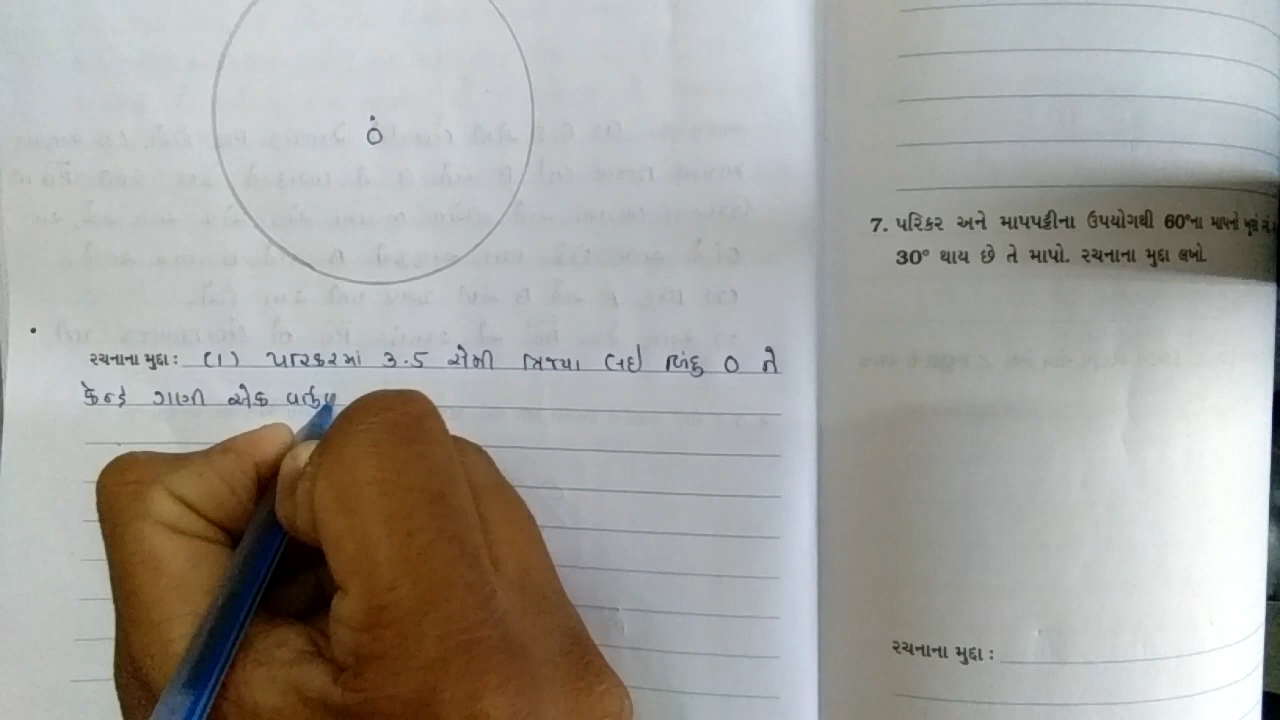 O
રચનાના મુદ્દા : (1) પરિકરમાં 3.5 સેમી ત્રિજ્યા લઈ બિંદુ O ને
કેન્દ્ર ગણી એક વર્તુળ
7. પરિકર અને માપપટ્ટીના ઉપયોગથી 60°ના માપનો ખૂણો
30° થાય છે તે માપો. રચનાના મુદ્દા લખો.
રચનાના મુદ્દા :